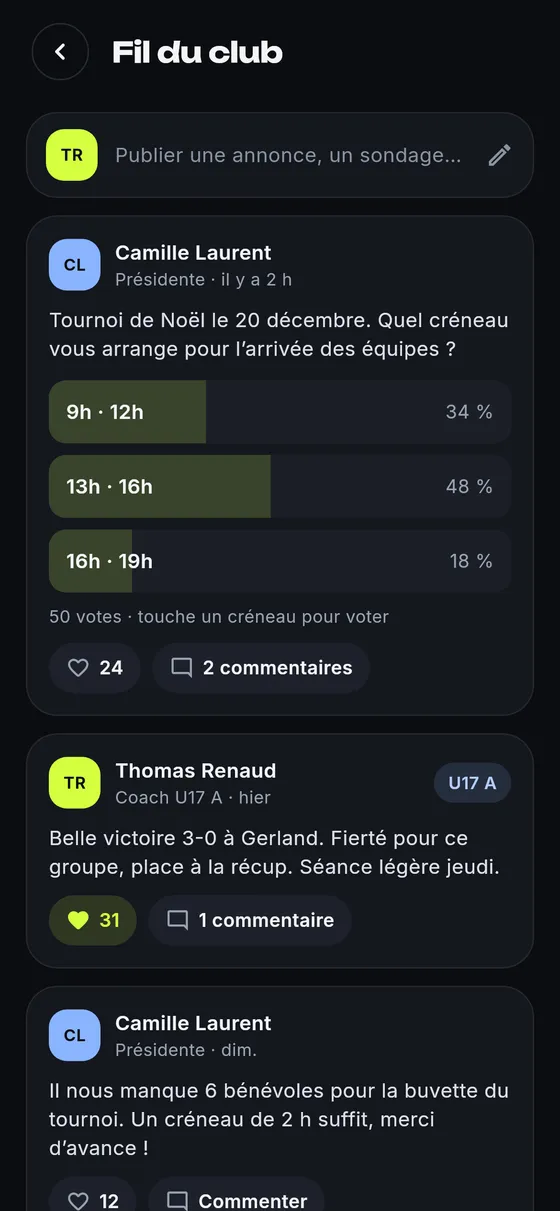 Fil du club
TR
Publier une annonce, un sondage...
CL
Camille Laurent
Présidente · il y a 2 h
Tournoi de Noël le 20 décembre. Quel créneau
vous arrange pour l’arrivée des équipes ?
9h · 12h
34 %
13h · 16h
48 %
16h · 19h
18 %
50 votes · touche un créneau pour voter
24
2 commentaires
TR
Thomas Renaud
Coach U17 A · hier
U17 A
Belle victoire 3-0 à Gerland. Fierté pour ce
groupe, place à la récup. Séance légère jeudi.
31
1 commentaire
CL
Camille Laurent
Présidente · dim.
Il nous manque 6 bénévoles pour la buvette du
tournoi. Un créneau de 2 h suffit, merci
d’avance !
12
Commenter